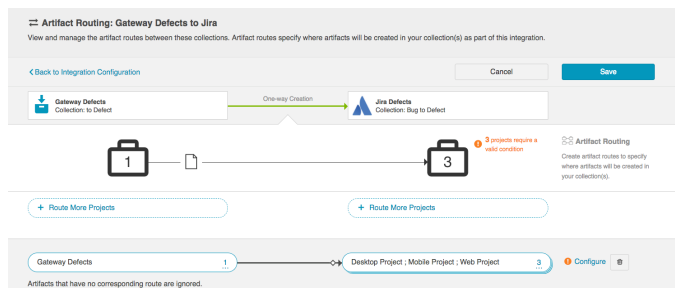 Artifact Routing: Gateway Defects to Jira
View and manage the artifact routes between these collections. Artifact routes specify where artifacts will be created in your collection(s) as part of this integration.
Back to Integration Configuration
Cancel
Save
Gateway Defects
Collection: to Defect
One-way Creation
Jira Defects
Collection: Bug to Defect
1
3
3 projects require a
valid condition
Artifact Routing
Create artifact routes to specify
where artifacts will be created in
your collection(s).
+ Route More Projects
+ Route More Projects
Gateway Defects 1
Desktop Project ; Mobile Project ; Web Project 3
Configure
Artifacts that have no corresponding route are ignored.